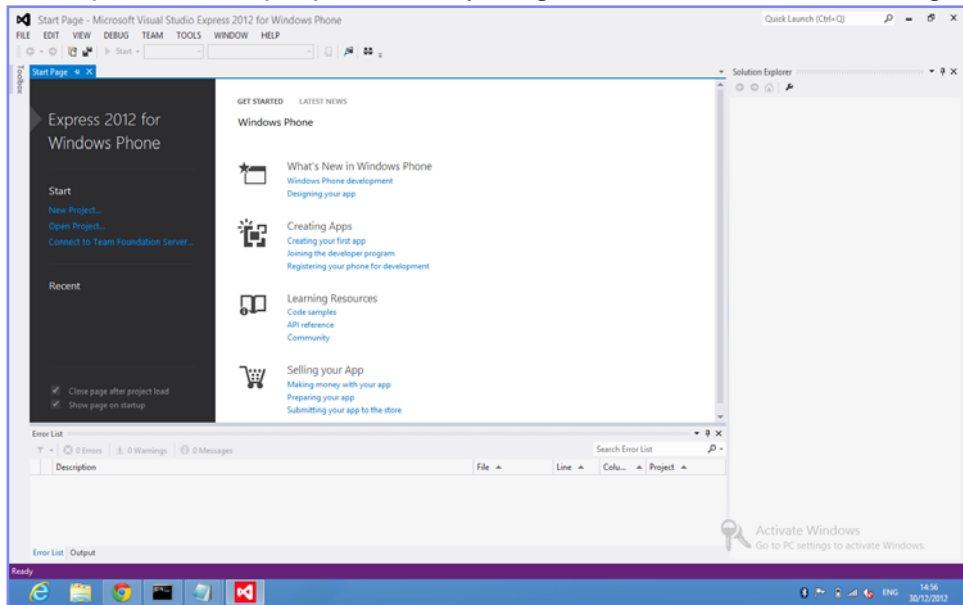 Start Page - Microsoft Visual Studio Express 2012 for Windows Phone
Quick Launch (Ctrl+Q)
FILE EDIT VIEW DEBUG TEAM TOOLS WINDOW HELP
Start
Toolbox
Start Page
Solution Explorer
Express 2012 for
Windows Phone
Start
New Project...
Open Project...
Connect to Team Foundation Server...
Recent
Close page after project load
Show page on startup
GET STARTED LATEST NEWS
Windows Phone
What's New in Windows Phone
Windows Phone development
Designing your app
Creating Apps
Creating your first app
Joining the developer program
Registering your phone for development
Learning Resources
Code samples
API reference
Community
Selling your App
Making money with your app
Preparing your app
Submitting your app to the store
Error List
0 Errors 0 Warnings 0 Messages
Search Error List
Description File Line Colu... Project
Error List Output
Activate Windows
Go to PC settings to activate Windows.
Ready
ENG
14:56
30/12/2012